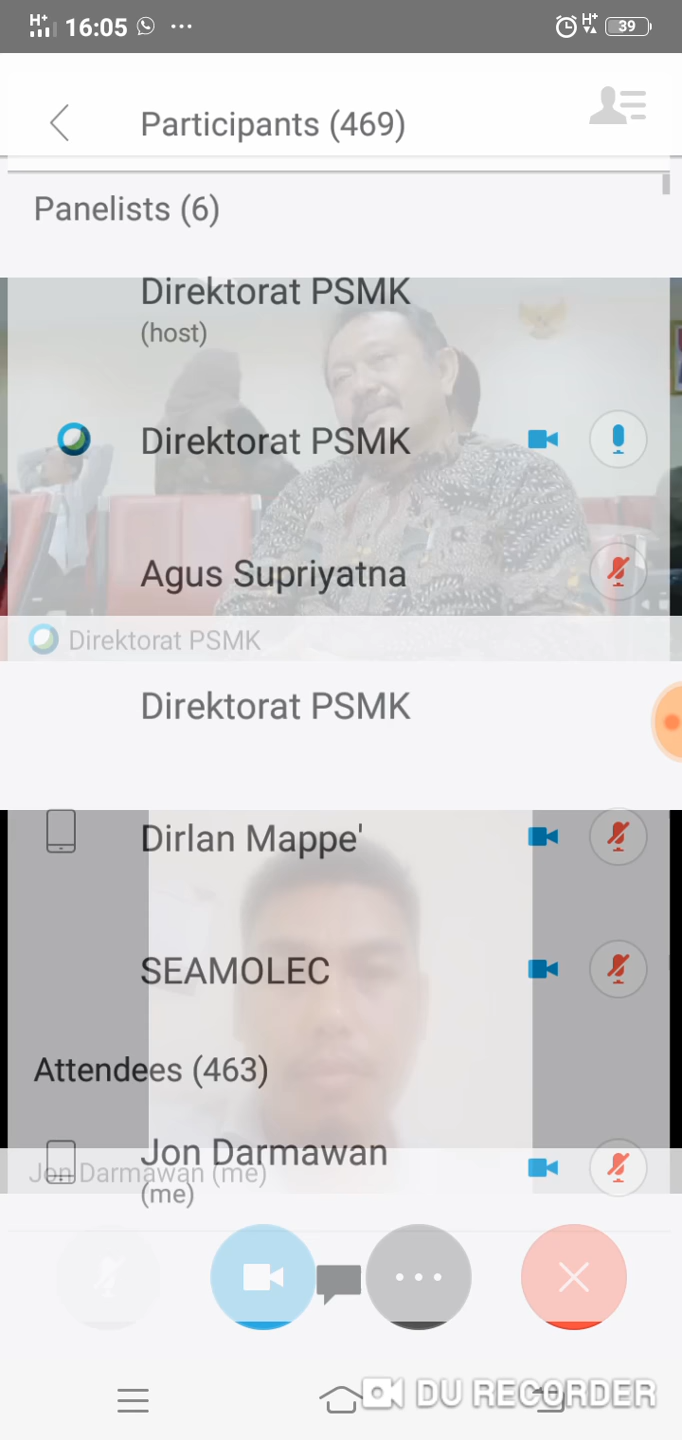 H+ 16:05 ... H+ 39
Participants (469)
Panelists (6)
Direktorat PSMK
(host)
Direktorat PSMK
Agus Supriyatna
Direktorat PSMK
Direktorat PSMK
Dirlan Mappe'
SEAMOLEC
Attendees (463)
Jon Darmawan
Jon Darmawan (me)
(me)
DU RECORDER